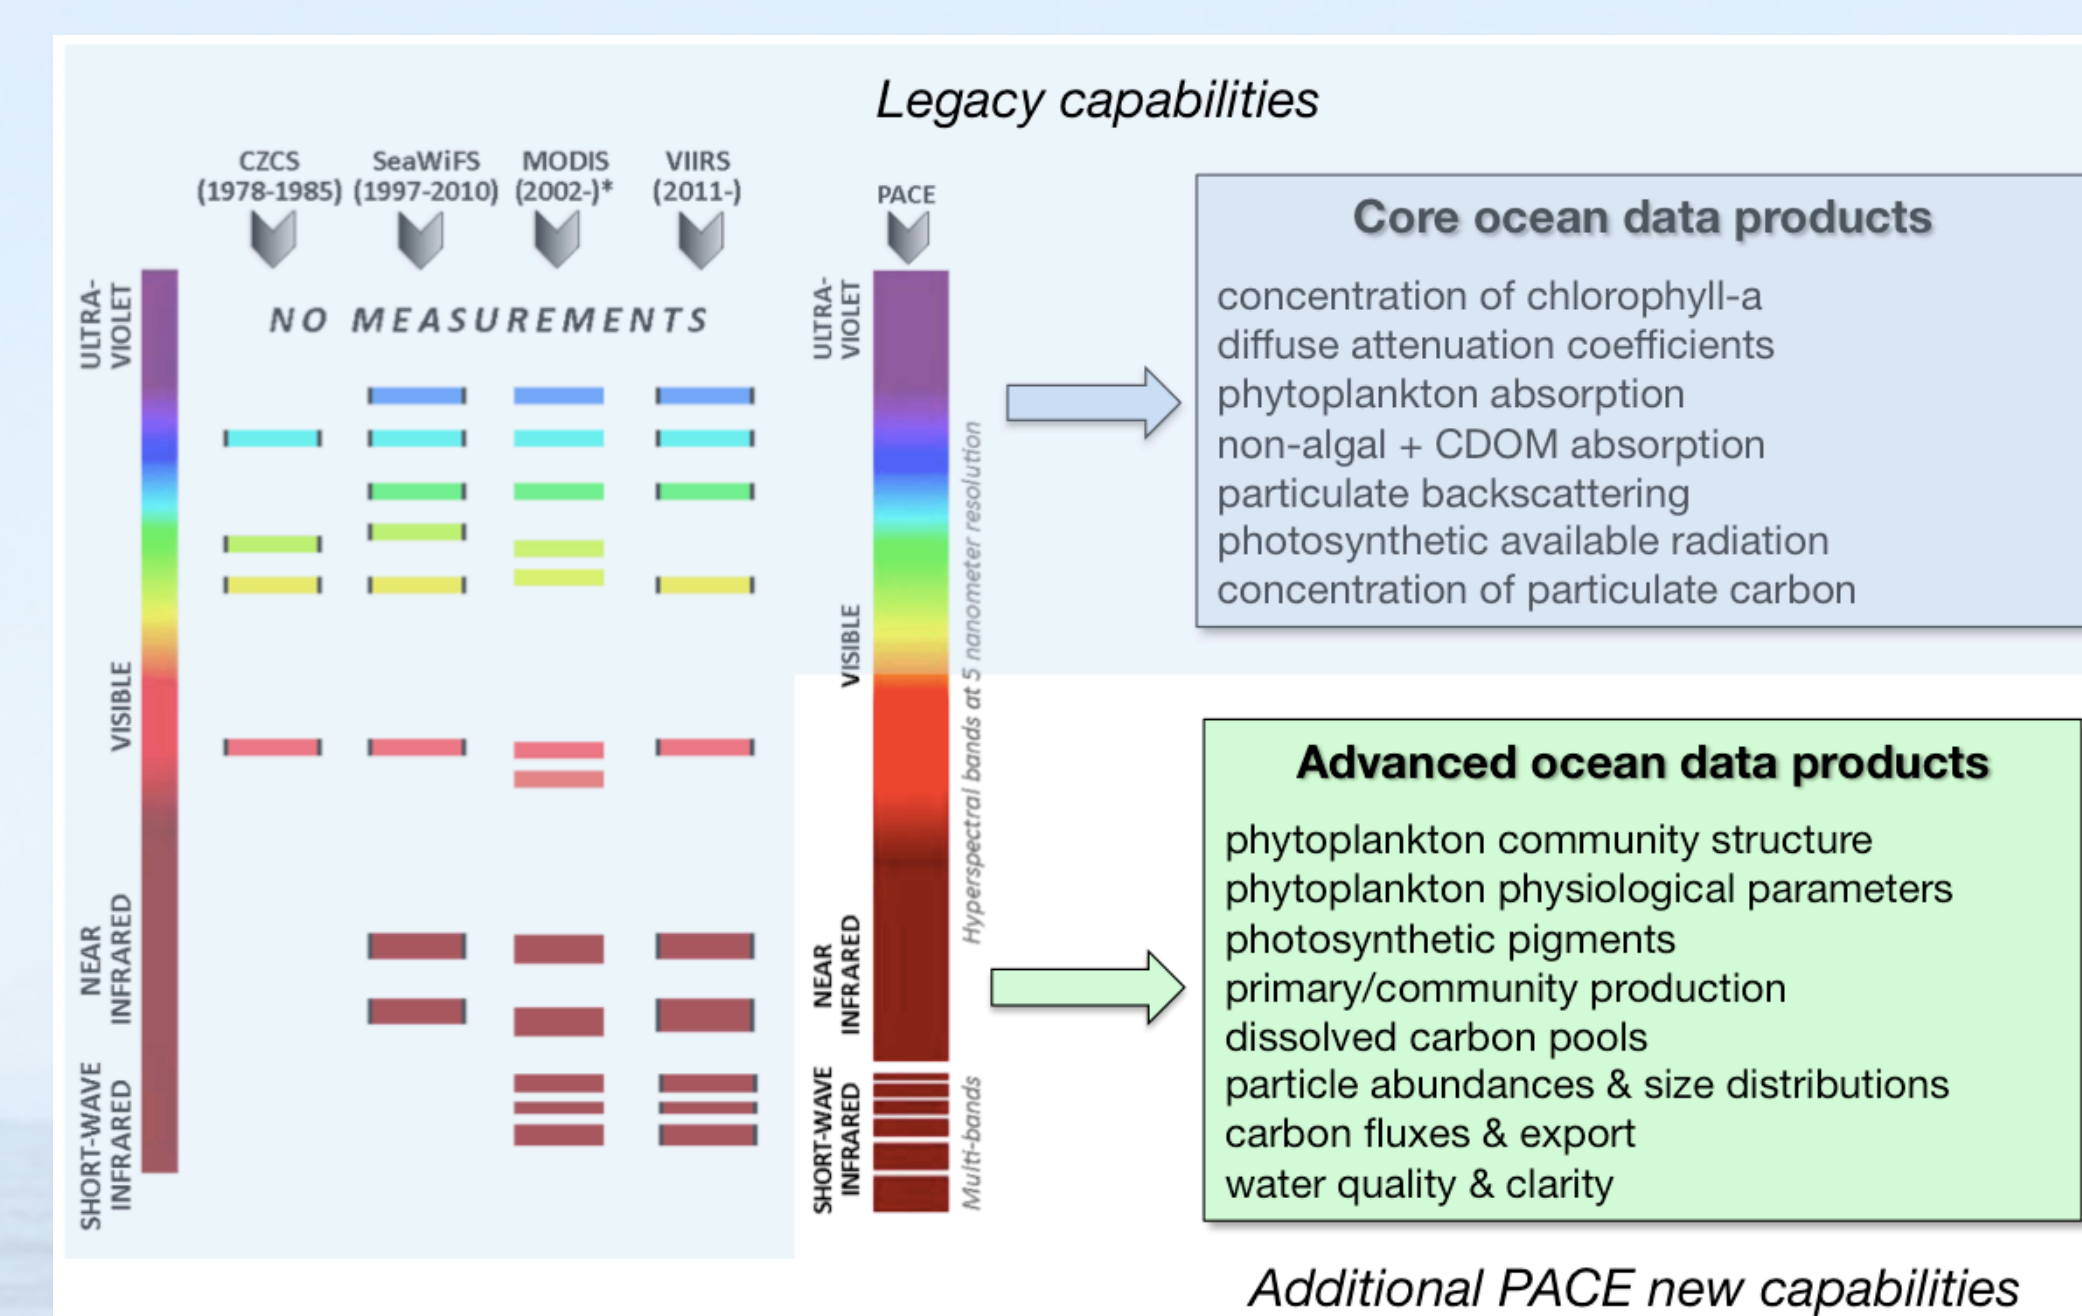 Legacy capabilities
CZCS
(1978-1985)
SeaWiFS
(1997-2010)
MODIS
(2002-)*
VIIRS
(2011-)
PACE
ULTRA-
VIOLET
NO MEASUREMENTS
VISIBLE
NEAR
INFRARED
SHORT-WAVE
INFRARED
ULTRA-
VIOLET
VISIBLE
NEAR
INFRARED
SHORT-WAVE
INFRARED
Hyperspectral bands at 5 nanometer resolution
Multi-bands
Core ocean data products
concentration of chlorophyll-a
diffuse attenuation coefficients
phytoplankton absorption
non-algal + CDOM absorption
particulate backscattering
photosynthetic available radiation
concentration of particulate carbon
Advanced ocean data products
phytoplankton community structure
phytoplankton physiological parameters
photosynthetic pigments
primary/community production
dissolved carbon pools
particle abundances & size distributions
carbon fluxes & export
water quality & clarity
Additional PACE new capabilities